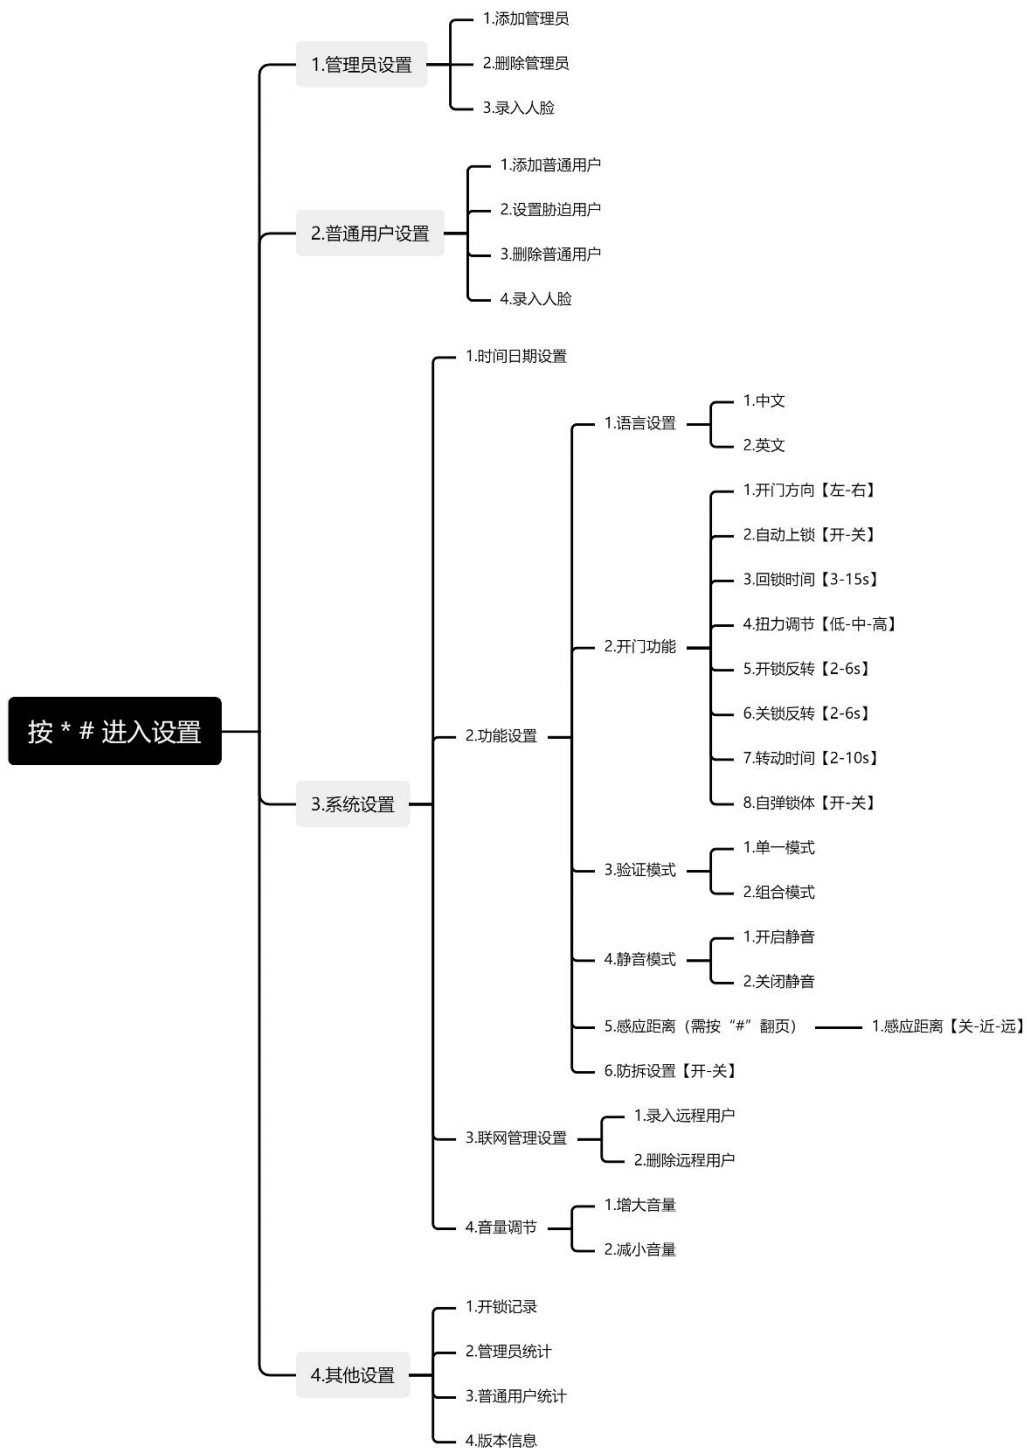 按 * # 进入设置
1.管理员设置
1.添加管理员
2.删除管理员
3.录入人脸
2.普通用户设置
1.添加普通用户
2.设置胁迫用户
3.删除普通用户
4.录入人脸
3.系统设置
1.时间日期设置
2.功能设置
1.语言设置
1.中文
2.英文
2.开门功能
1.开门方向【左-右】
2.自动上锁【开-关】
3.回锁时间【3-15s】
4.扭力调节【低-中-高】
5.开锁反转【2-6s】
6.关锁反转【2-6s】
7.转动时间【2-10s】
8.自弹锁体【开-关】
3.验证模式
1.单一模式
2.组合模式
4.静音模式
1.开启静音
2.关闭静音
5.感应距离（需按“#”翻页）
1.感应距离【关-近-远】
6.防拆设置【开-关】
3.联网管理设置
1.录入远程用户
2.删除远程用户
4.音量调节
1.增大音量
2.减小音量
4.其他设置
1.开锁记录
2.管理员统计
3.普通用户统计
4.版本信息